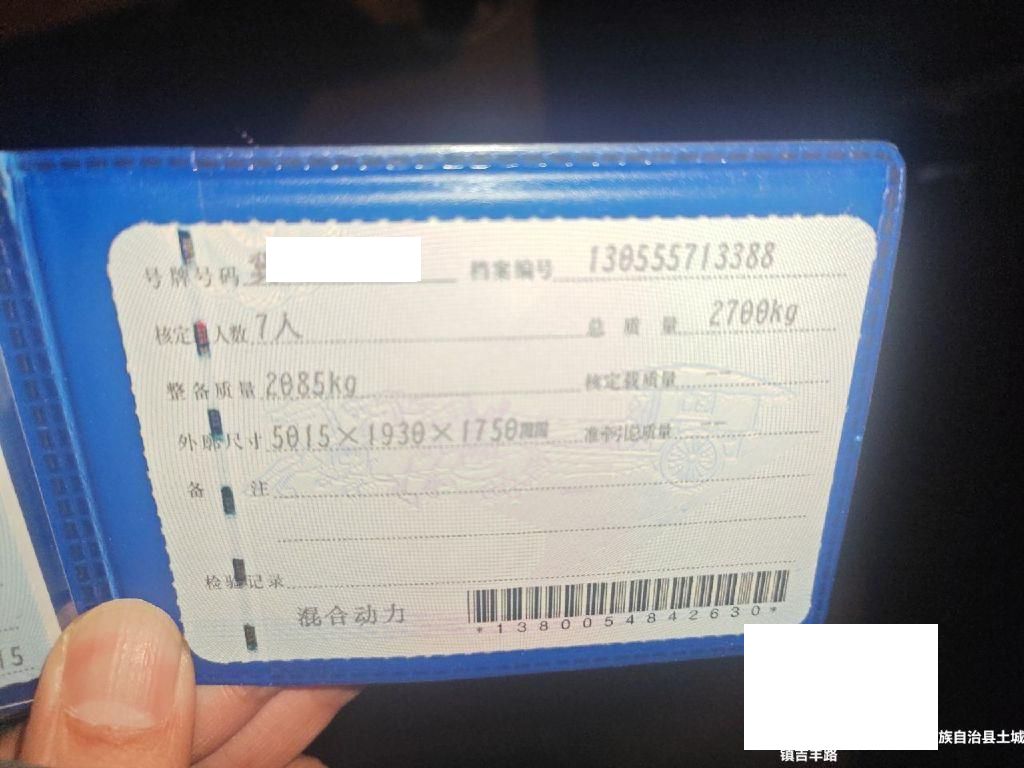 号牌号码
档案编号 130555713388
核定 人数 7人
总质量 2700kg
整备质量 2085kg
核定载质量 --
外廓尺寸 5015×1930×1750
准牵引总质量 --
备注
检验记录
混合动力
*1380054842630*
15
族自治县土城
镇吉丰路